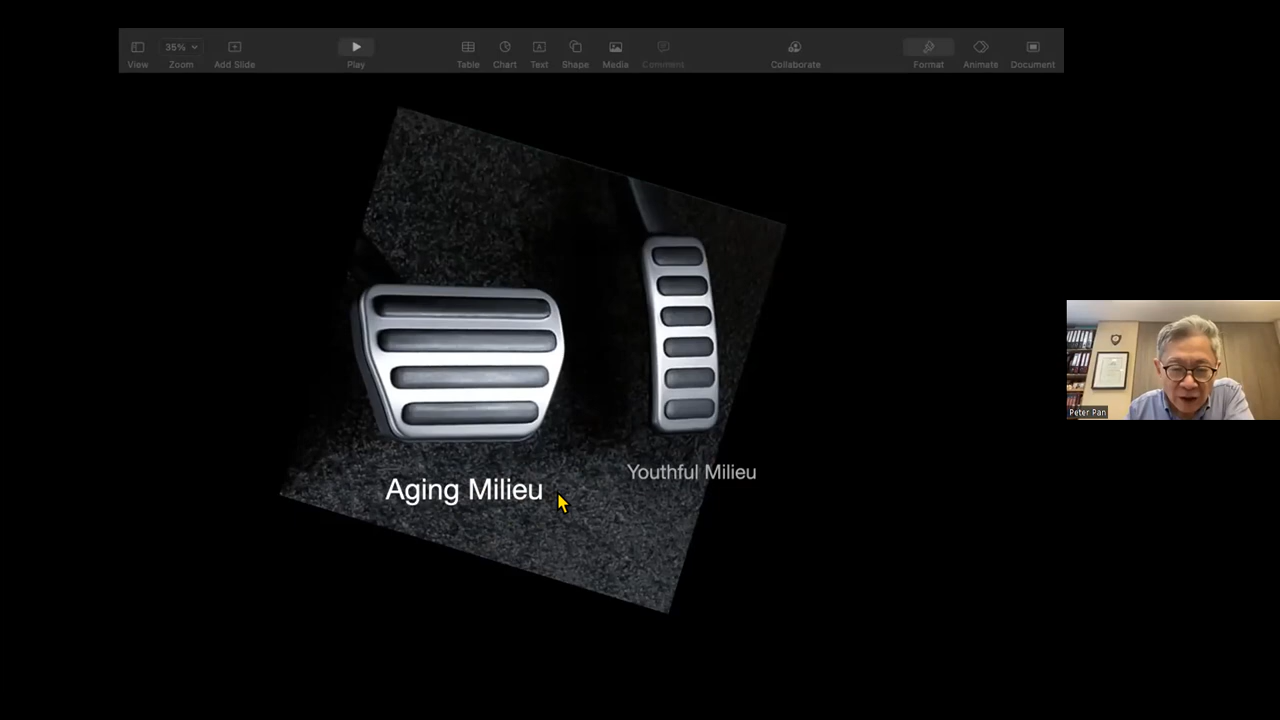 35%
View
Zoom
Add Slide
Play
Table
Chart
Text
Shape
Media
Comment
Collaborate
Format
Animate
Document
Peter Pan
Youthful Milieu
Aging Milieu